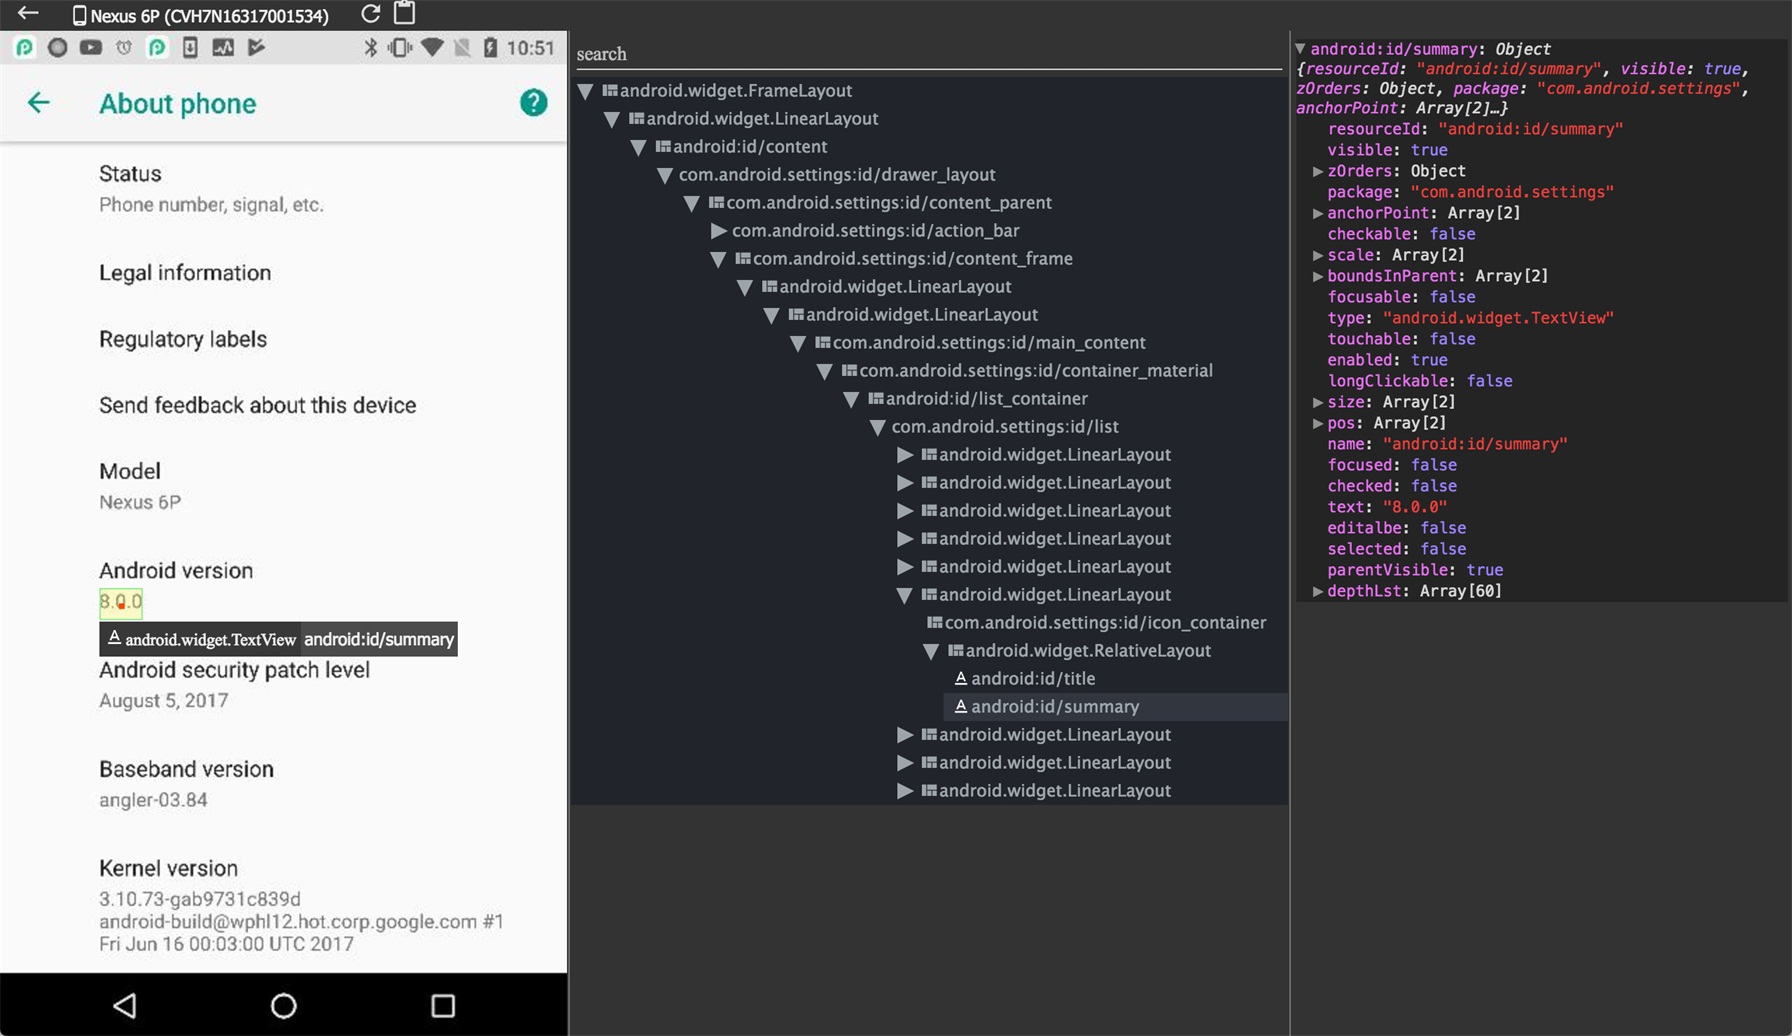 Nexus 6P (CVH7N16317001534)
10:51
About phone
Status
Phone number, signal, etc.
Legal information
Regulatory labels
Send feedback about this device
Model
Nexus 6P
Android version
8.0.0
android.widget.TextView android:id/summary
Android security patch level
August 5, 2017
Baseband version
angler-03.84
Kernel version
3.10.73-gab9731c839d
android-build@wphl12.hot.corp.google.com #1
Fri Jun 16 00:03:00 UTC 2017
search
android.widget.FrameLayout
android.widget.LinearLayout
android:id/content
com.android.settings:id/drawer_layout
com.android.settings:id/content_parent
com.android.settings:id/action_bar
com.android.settings:id/content_frame
android.widget.LinearLayout
android.widget.LinearLayout
com.android.settings:id/main_content
com.android.settings:id/container_material
android:id/list_container
com.android.settings:id/list
android.widget.LinearLayout
android.widget.LinearLayout
android.widget.LinearLayout
android.widget.LinearLayout
android.widget.LinearLayout
android.widget.LinearLayout
com.android.settings:id/icon_container
android.widget.RelativeLayout
android:id/title
android:id/summary
android.widget.LinearLayout
android.widget.LinearLayout
android.widget.LinearLayout
android:id/summary: Object
{resourceId: "android:id/summary", visible: true,
zOrders: Object, package: "com.android.settings",
anchorPoint: Array[2]…}
resourceId: "android:id/summary"
visible: true
zOrders: Object
package: "com.android.settings"
anchorPoint: Array[2]
checkable: false
scale: Array[2]
boundsInParent: Array[2]
focusable: false
type: "android.widget.TextView"
touchable: false
enabled: true
longClickable: false
size: Array[2]
pos: Array[2]
name: "android:id/summary"
focused: false
checked: false
text: "8.0.0"
editalbe: false
selected: false
parentVisible: true
depthLst: Array[60]